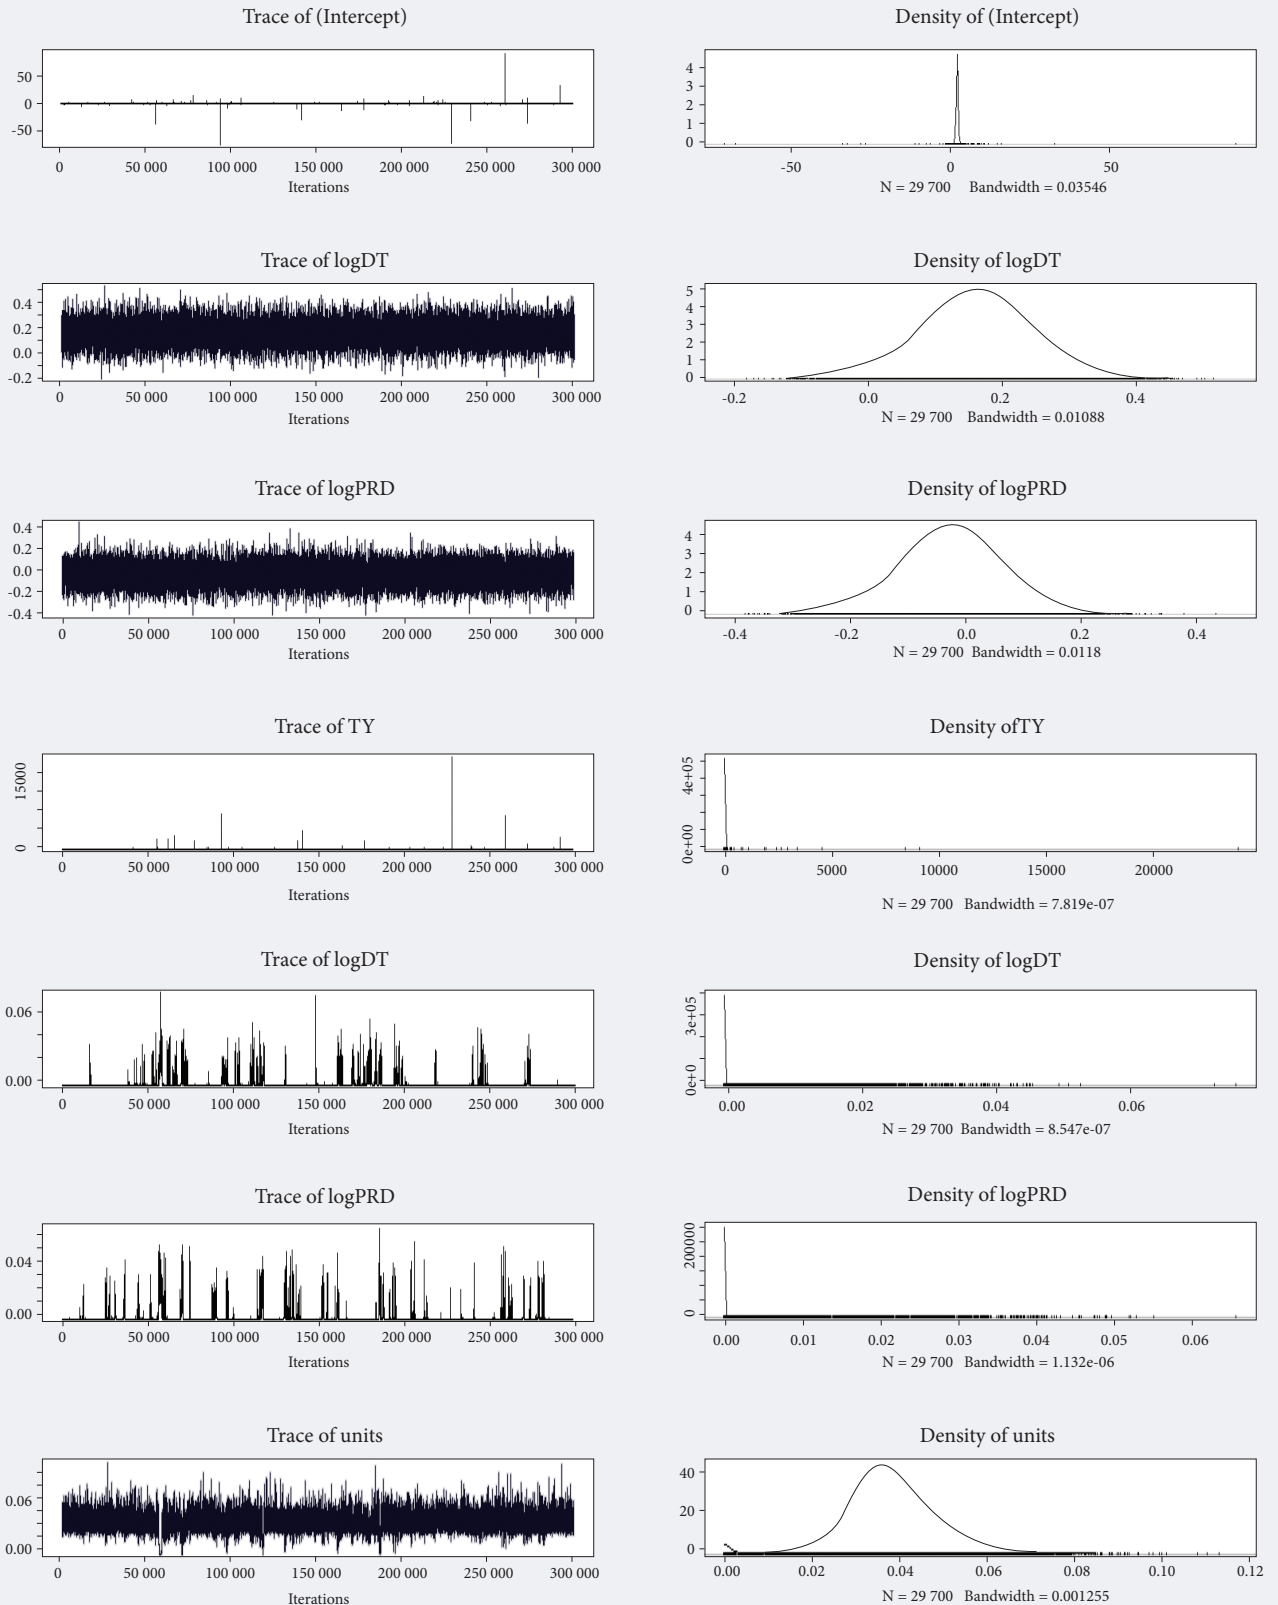 Trace of (Intercept)
50
0
-50
0 50 000 100 000 150 000 200 000 250 000 300 000
Iterations
Density of (Intercept)
4
3
2
1
0
-50 0 50
N = 29 700 Bandwidth = 0.03546
Trace of logDT
0.4
0.2
0.0
-0.2
0 50 000 100 000 150 000 200 000 250 000 300 000
Iterations
Density of logDT
5
4
3
2
1
0
-0.2 0.0 0.2 0.4
N = 29 700 Bandwidth = 0.01088
Trace of logPRD
0.4
0.2
0.0
-0.2
-0.4
0 50 000 100 000 150 000 200 000 250 000 300 000
Iterations
Density of logPRD
4
3
2
1
0
-0.4 -0.2 0.0 0.2 0.4
N = 29 700 Bandwidth = 0.0118
Trace of TY
15000
0
0 50 000 100 000 150 000 200 000 250 000 300 000
Iterations
Density ofTY
4e+05
0e+00
0 5000 10000 15000 20000
N = 29 700 Bandwidth = 7.819e-07
Trace of logDT
0.06
0.00
0 50 000 100 000 150 000 200 000 250 000 300 000
Iterations
Density of logDT
3e+05
0e+0
0.00 0.02 0.04 0.06
N = 29 700 Bandwidth = 8.547e-07
Trace of logPRD
0.04
0.00
0 50 000 100 000 150 000 200 000 250 000 300 000
Iterations
Density of logPRD
200000
0
0.00 0.01 0.02 0.03 0.04 0.05 0.06
N = 29 700 Bandwidth = 1.132e-06
Trace of units
0.06
0.00
0 50 000 100 000 150 000 200 000 250 000 300 000
Iterations
Density of units
40
20
0
0.00 0.02 0.04 0.06 0.08 0.10 0.12
N = 29 700 Bandwidth = 0.001255